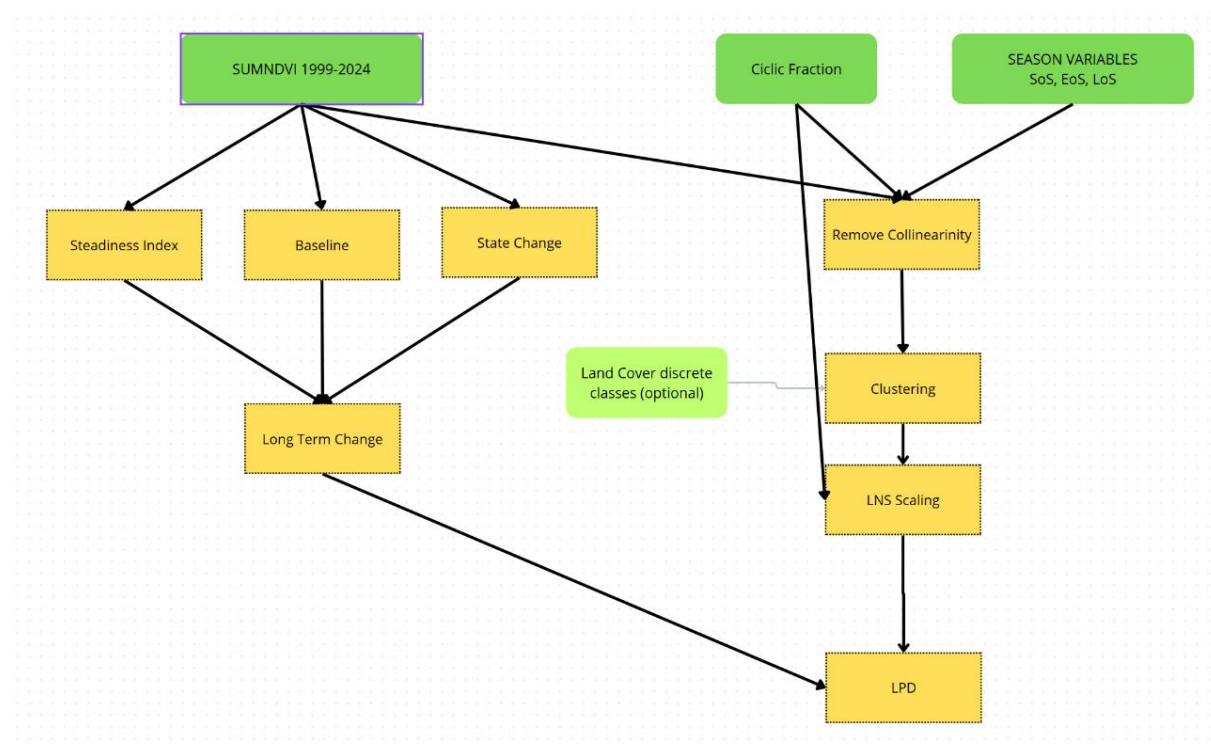 SUMNDVI 1999-2024
Ciclic Fraction
SEASON VARIABLES
SoS, EoS, LoS
Steadiness Index
Baseline
State Change
Remove Collinearinity
Land Cover discrete
classes (optional)
Clustering
Long Term Change
LNS Scaling
LPD